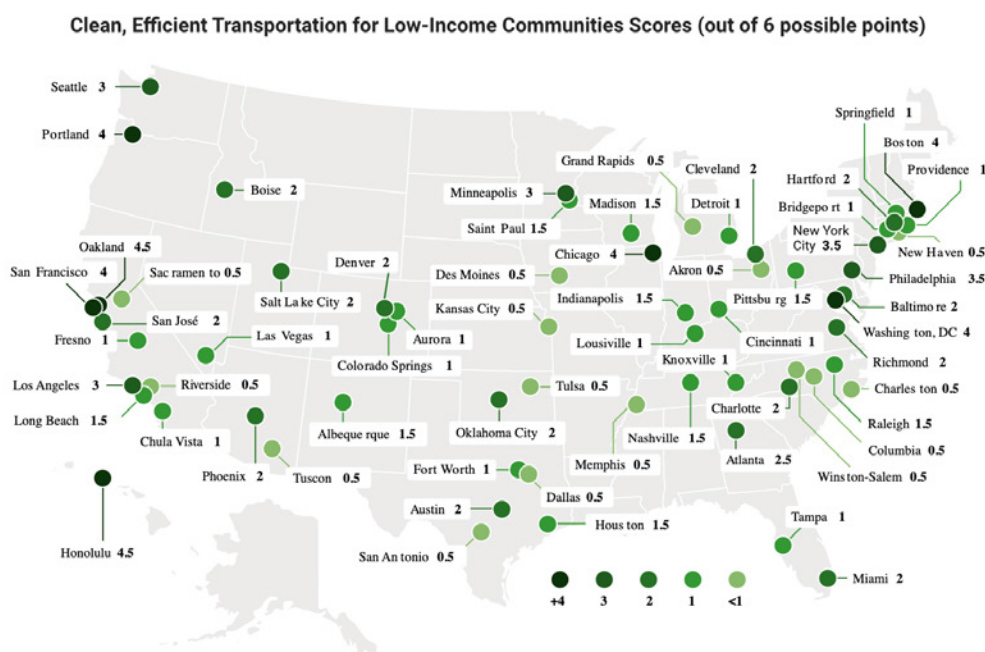 Clean, Efficient Transportation for Low-Income Communities Scores (out of 6 possible points)
Seattle 3
Portland 4
Boise 2
Oakland 4.5
San Francisco 4
Sac ramen to 0.5
San José 2
Fresno 1
Las Vegas 1
Los Angeles 3
Riverside 0.5
Long Beach 1.5
Chula Vista 1
Phoenix 2
Tuscon 0.5
Honolulu 4.5
Salt La ke City 2
Denver 2
Aurora 1
Colorado Springs 1
Albeque rque 1.5
Minneapolis 3
Saint Paul 1.5
Des Moines 0.5
Kansas City 0.5
Tulsa 0.5
Oklahoma City 2
Fort Worth 1
Dallas 0.5
Austin 2
Hous ton 1.5
San An tonio 0.5
Grand Rapids 0.5
Madison 1.5
Chicago 4
Detroit 1
Cleveland 2
Akron 0.5
Indianapolis 1.5
Lousiville 1
Cincinnati 1
Knoxville 1
Nashville 1.5
Memphis 0.5
Pittsbu rg 1.5
Charlotte 2
Atlanta 2.5
Springfield 1
Bos ton 4
Providence 1
Hartford 2
Bridgepo rt 1
New York
City 3.5
New Haven 0.5
Philadelphia 3.5
Baltimo re 2
Washing ton, DC 4
Richmond 2
Charles ton 0.5
Raleigh 1.5
Columbia 0.5
Wins ton-Salem 0.5
Tampa 1
Miami 2
+4 3 2 1 <1